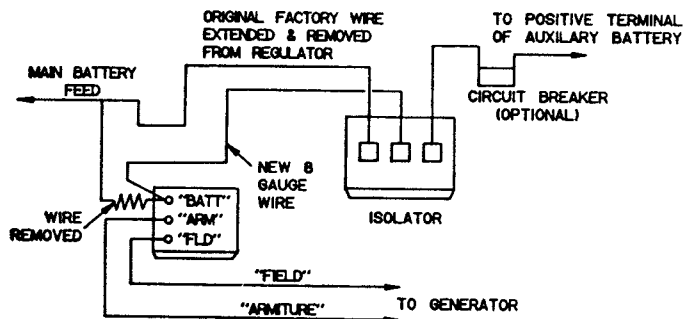 ORIGINAL FACTORY WIRE
EXTENDED & REMOVED
FROM REGULATOR
TO POSITIVE TERMINAL
OF AUXILARY BATTERY
MAIN BATTERY
FEED
CIRCUIT BREAKER
(OPTIONAL)
NEW 8
GAUGE
WIRE
ISOLATOR
WIRE
REMOVED
"BATT"
"ARM"
"FLD"
"FIELD"
"ARMITURE"
TO GENERATOR